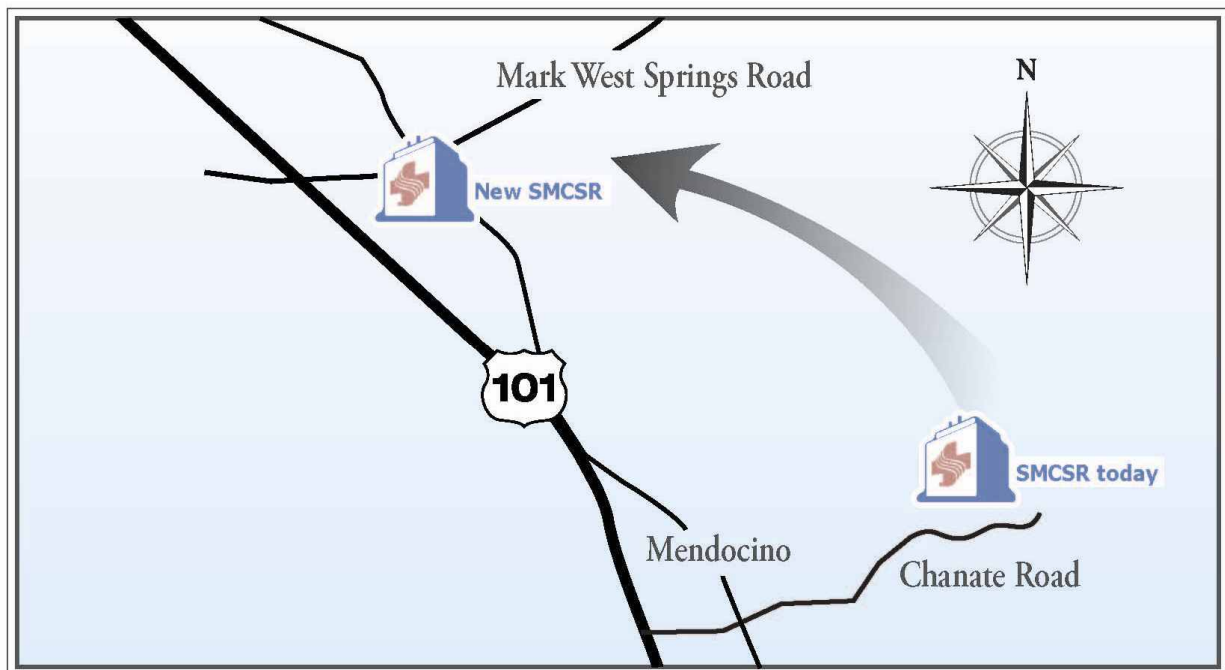 N
Mark West Springs Road
New SMCSR
101
SMCSR today
Mendocino
Chanate Road